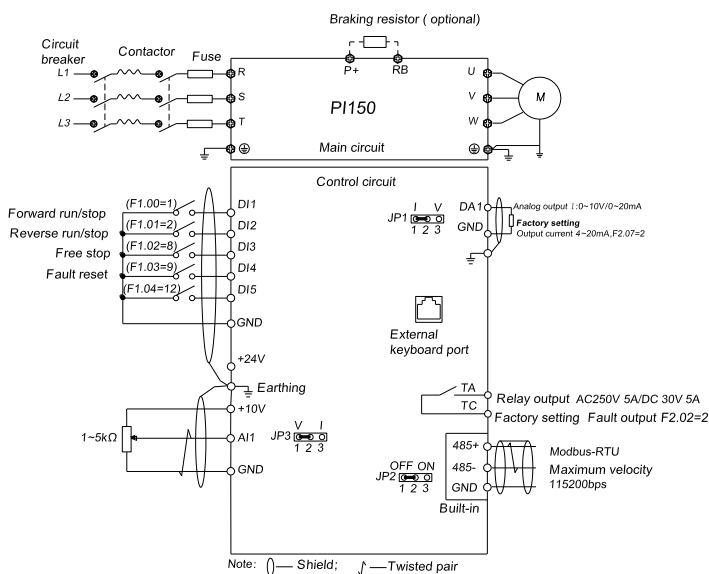 Braking resistor ( optional)
Circuit breaker
Contactor
Fuse
P+
RB
L1
R
U
L2
S
V
M
PI150
L3
T
W
Main circuit
Control circuit
(F1.00=1)
DI1
Forward run/stop
(F1.01=2)
DI2
Reverse run/stop
(F1.02=8)
DI3
Free stop
(F1.03=9)
DI4
Fault reset
(F1.04=12)
DI5
GND
+24V
Earthing
+10V
1~5kΩ
AI1
GND
V I
JP3
1 2 3
I V
JP1
1 2 3
DA1
GND
Analog output 1:0~10V/0~20mA
Factory setting
Output current 4~20mA,F2.07=2
External
keyboard port
TA
TC
Relay output AC250V 5A/DC 30V 5A
Factory setting Fault output F2.02=2
OFF ON
JP2
1 2 3
485+
485-
GND
Built-in
Modbus-RTU
Maximum velocity
115200bps
Note: Shield; Twisted pair